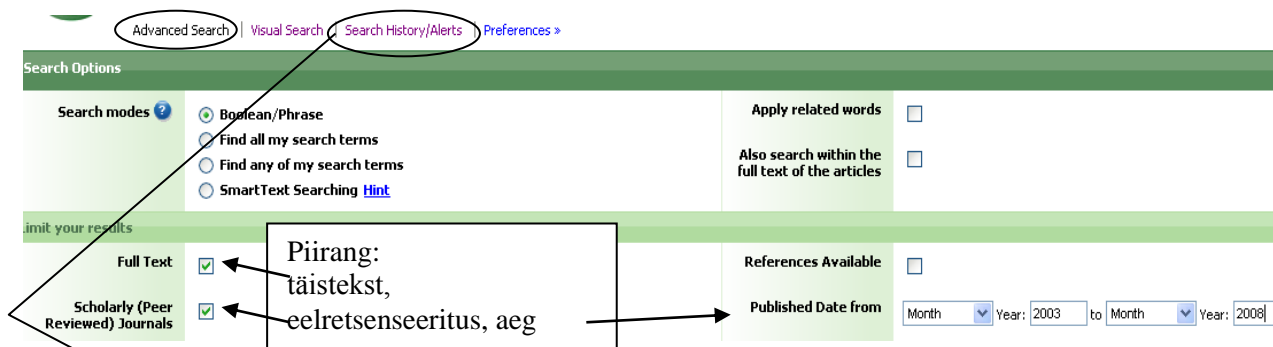 Advanced Search | Visual Search | Search History/Alerts | Preferences »
Search Options
Search modes ?
Boolean/Phrase
Find all my search terms
Find any of my search terms
SmartText Searching Hint
Apply related words
Also search within the
full text of the articles
Limit your results
Full Text
Scholarly (Peer
Reviewed) Journals
Piirang:
täistekst,
eelretsenseeritus, aeg
References Available
Published Date from
Month Year: 2003 to Month Year: 2008